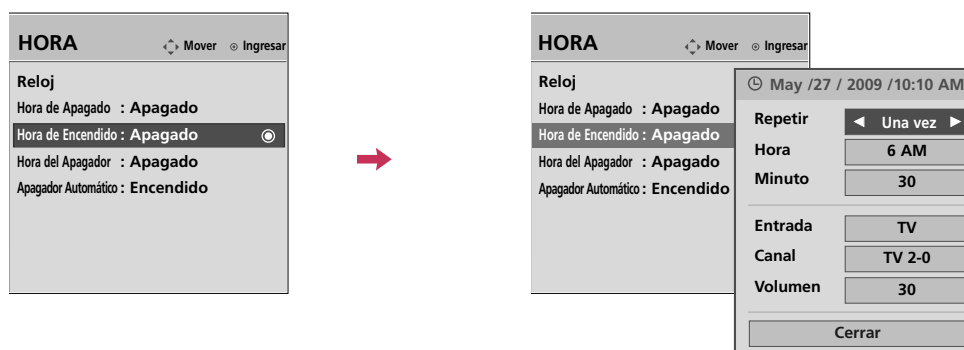 HORA Mover Ingresar
Reloj
Hora de Apagado : Apagado
Hora de Encendido : Apagado
Hora del Apagador : Apagado
Apagador Automático : Encendido
HORA Mover Ingresar
Reloj
Hora de Apagado : Apagado
Hora de Encendido : Apagado
Hora del Apagador : Apagado
Apagador Automático : Encendido
May /27 / 2009 /10:10 AM
Repetir ◄ Una vez ►
Hora 6 AM
Minuto 30
Entrada TV
Canal TV 2-0
Volumen 30
Cerrar